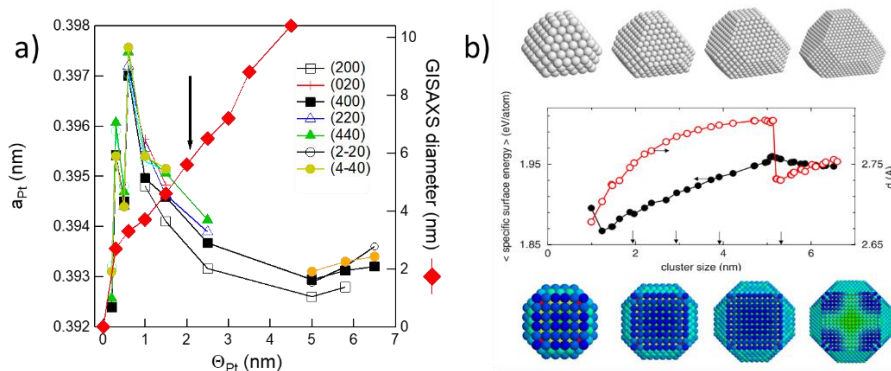 a)
0.398
0.397
0.396
0.395
0.394
0.393
0.392
a_Pt (nm)
(200)
(020)
(400)
(220)
(440)
(2-20)
(4-40)
10
8
6
4
2
0
GISAXS diameter (nm)
0 1 2 3 4 5 6 7
Θ_Pt (nm)
b)
< specific surface energy > (eV/atom)
1.95
1.85
2.75
2.65
(Å)
0 2 4 6 8
cluster size (nm)